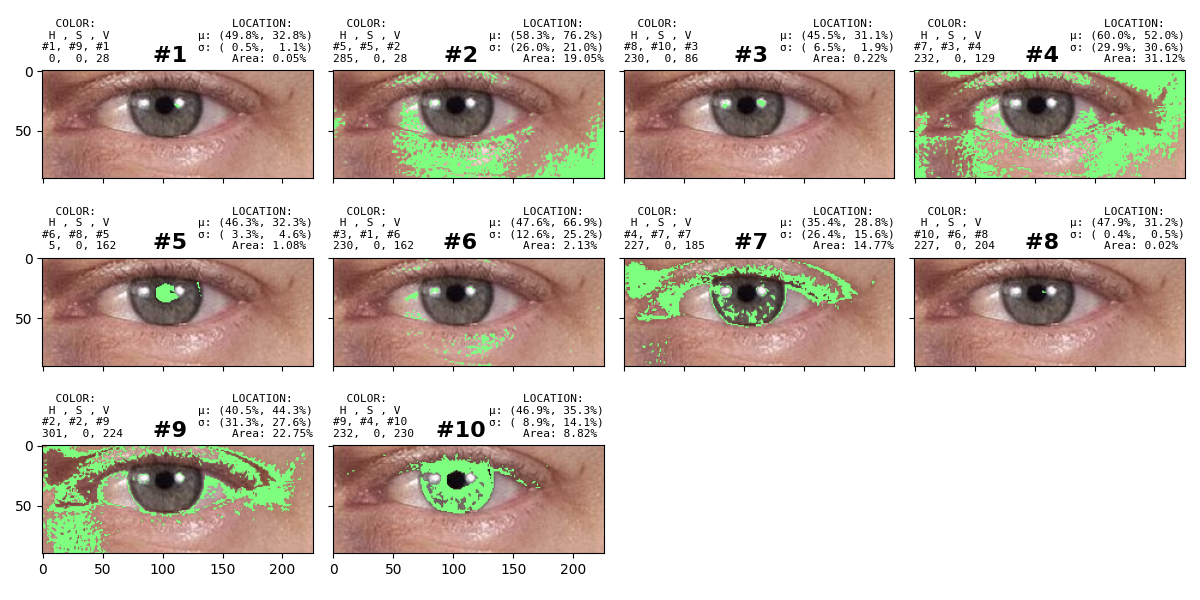 COLOR: LOCATION: COLOR: LOCATION: COLOR: LOCATION: COLOR: LOCATION:
H , S , V μ: (49.8%, 32.8%) H , S , V μ: (58.3%, 76.2%) H , S , V μ: (45.5%, 31.1%) H , S , V μ: (60.0%, 52.0%)
#1, #9, #1 #1 σ: ( 0.5%, 1.1%) #5, #5, #2 #2 σ: (26.0%, 21.0%) #8, #10, #3 #3 σ: ( 6.5%, 1.9%) #7, #3, #4 #4 σ: (29.9%, 30.6%)
0, 0, 28 Area: 0.05% 285, 0, 28 Area: 19.05% 230, 0, 86 Area: 0.22% 232, 0, 129 Area: 31.12%
0
50
COLOR: LOCATION: COLOR: LOCATION: COLOR: LOCATION: COLOR: LOCATION:
H , S , V μ: (46.3%, 32.3%) H , S , V μ: (47.6%, 66.9%) H , S , V μ: (35.4%, 28.8%) H , S , V μ: (47.9%, 31.2%)
#6, #8, #5 #5 σ: ( 3.3%, 4.6%) #3, #1, #6 #6 σ: (12.6%, 25.2%) #4, #7, #7 #7 σ: (26.4%, 15.6%) #10, #6, #8 #8 σ: ( 0.4%, 0.5%)
5, 0, 162 Area: 1.08% 230, 0, 162 Area: 2.13% 227, 0, 185 Area: 14.77% 227, 0, 204 Area: 0.02%
0
50
COLOR: LOCATION: COLOR: LOCATION:
H , S , V μ: (40.5%, 44.3%) H , S , V μ: (46.9%, 35.3%)
#2, #2, #9 #9 σ: (31.3%, 27.6%) #9, #4, #10 #10 σ: ( 8.9%, 14.1%)
301, 0, 224 Area: 22.75% 232, 0, 230 Area: 8.82%
0
50
0 50 100 150 200 0 50 100 150 200